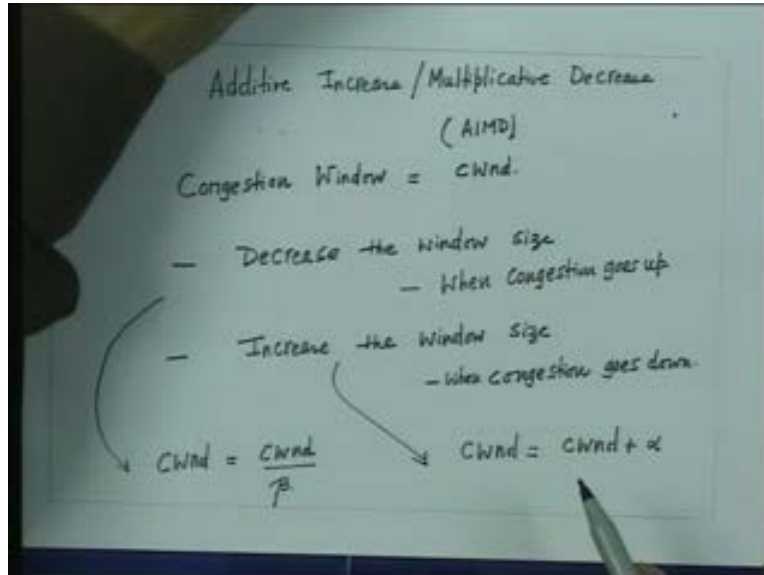 Additive Increase / Multiplicative Decrease
(AIMD)
Congestion Window = cwnd.
- Decrease the window size
- When Congestion goes up
- Increase the window size
- when congestion goes down.
cwnd = cwnd / β
cwnd = cwnd + α